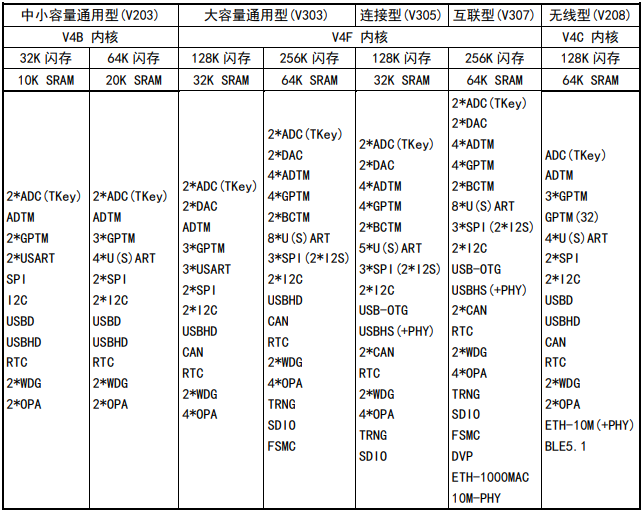 中小容量通用型(V203) 大容量通用型(V303) 连接型(V305) 互联型(V307) 无线型(V208)
V4B 内核 V4F 内核 V4C 内核
32K 闪存 64K 闪存 128K 闪存 256K 闪存 128K 闪存 256K 闪存 128K 闪存
10K SRAM 20K SRAM 32K SRAM 64K SRAM 32K SRAM 64K SRAM 64K SRAM
2*ADC(TKey)
ADTM
2*GPTM
2*USART
SPI
I2C
USBD
USBHD
RTC
2*WDG
2*OPA
2*ADC(TKey)
ADTM
3*GPTM
4*U(S)ART
2*SPI
2*I2C
USBD
USBHD
RTC
2*WDG
2*OPA
2*ADC(TKey)
2*DAC
ADTM
3*GPTM
3*USART
2*SPI
2*I2C
USBHD
CAN
RTC
2*WDG
4*OPA
2*ADC(TKey)
2*DAC
4*ADTM
4*GPTM
2*BCTM
8*U(S)ART
3*SPI(2*I2S)
2*I2C
USBHD
CAN
RTC
2*WDG
4*OPA
TRNG
SDIO
FSMC
2*ADC(TKey)
2*DAC
4*ADTM
4*GPTM
2*BCTM
5*U(S)ART
3*SPI(2*I2S)
2*I2C
USB-OTG
USBHS(+PHY)
2*CAN
RTC
2*WDG
4*OPA
TRNG
SDIO
2*ADC(TKey)
2*DAC
4*ADTM
4*GPTM
2*BCTM
8*U(S)ART
3*SPI(2*I2S)
2*I2C
USB-OTG
USBHS(+PHY)
2*CAN
RTC
2*WDG
4*OPA
TRNG
SDIO
FSMC
DVP
ETH-1000MAC
10M-PHY
ADC(TKey)
ADTM
3*GPTM
GPTM(32)
4*U(S)ART
2*SPI
2*I2C
USBD
USBHD
CAN
RTC
2*WDG
2*OPA
ETH-10M(+PHY)
BLE5.1